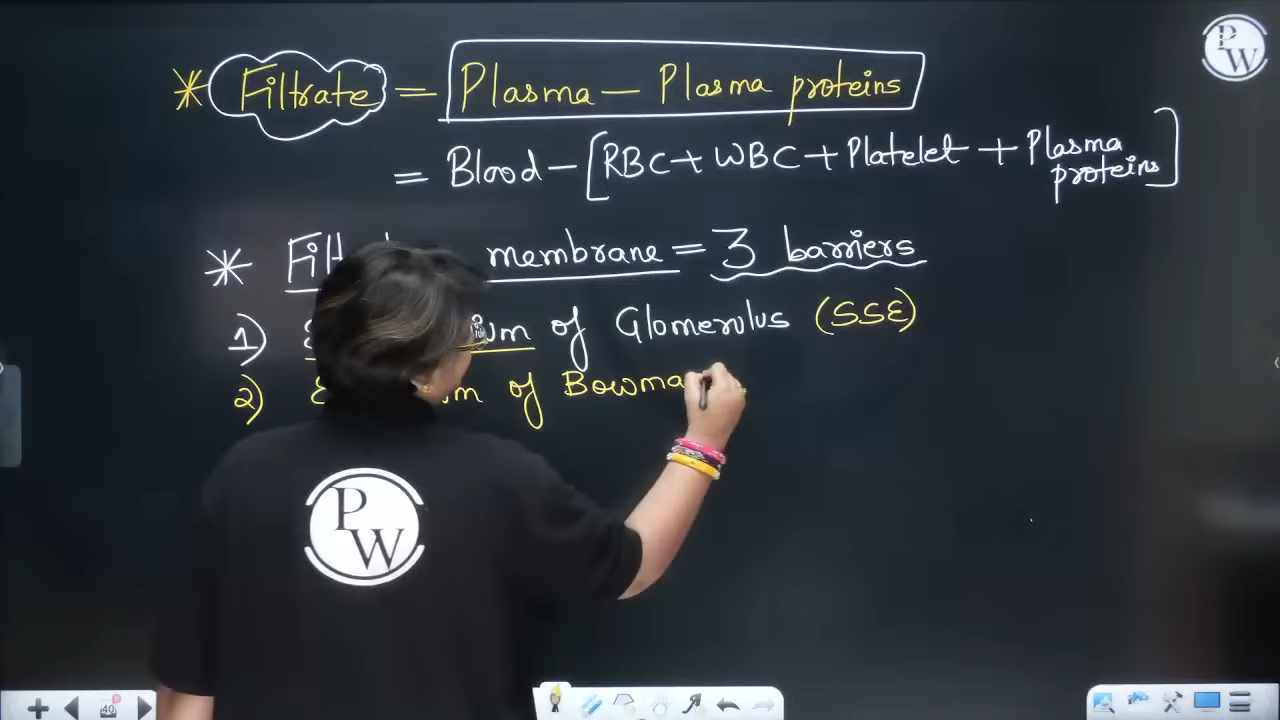 PW
* Filtrate = Plasma — Plasma proteins
= Blood — [RBC + WBC + Platelet + Plasma proteins]
* membrane = 3 barriers
1) of Glomerulus (SSE)
2) of Bowma
PW
40